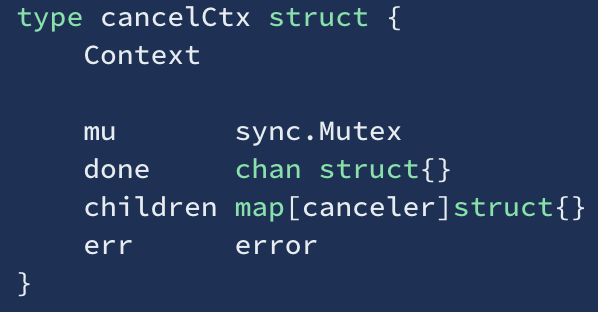 type cancelCtx struct {
    Context

    mu       sync.Mutex
    done     chan struct{}
    children map[canceler]struct{}
    err      error
}